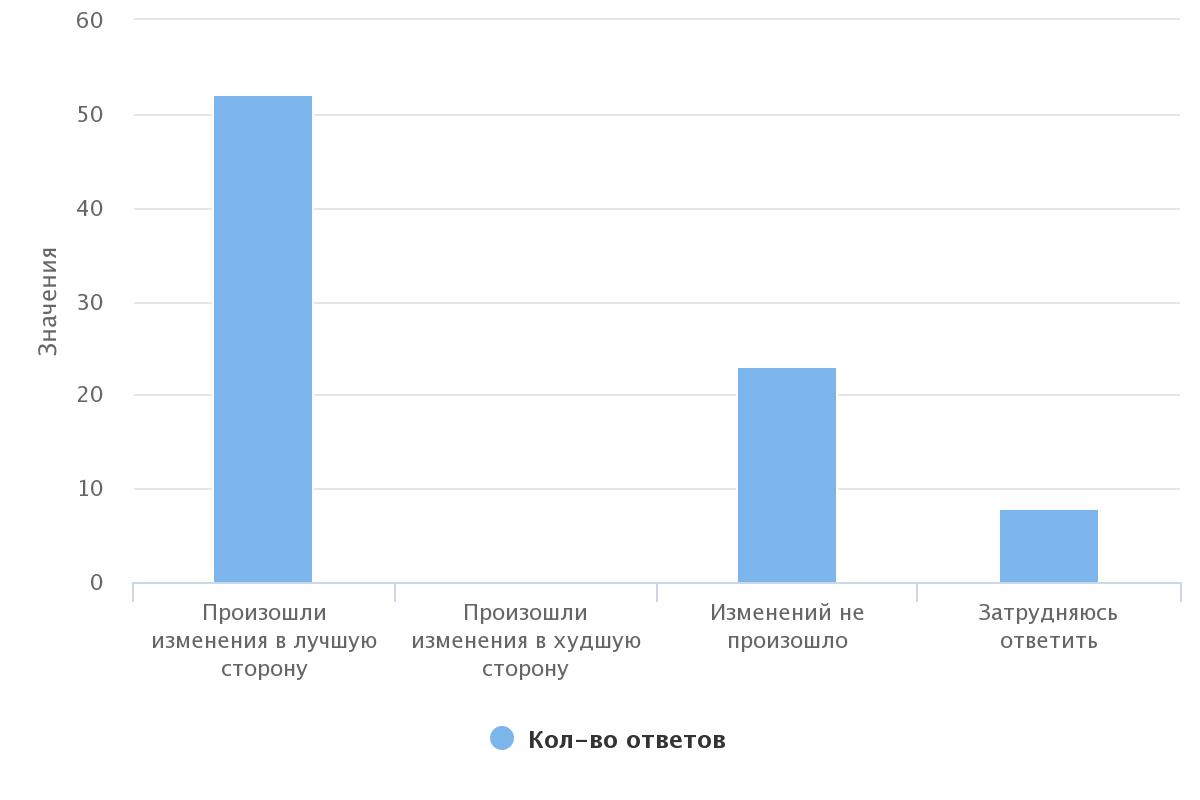 60
50
40
30
20
10
0
Значения
Произошли
изменения в лучшую
сторону
Произошли
изменения в худшую
сторону
Изменений не
произошло
Затрудняюсь
ответить
Кол-во ответов